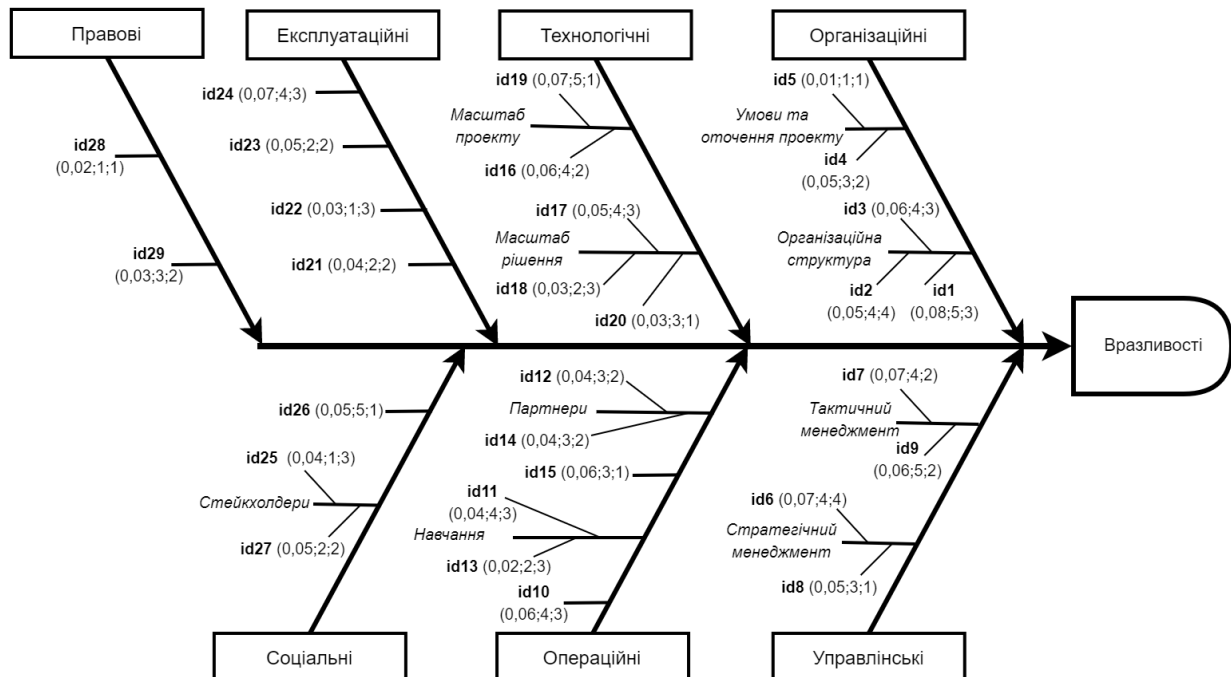 Правові
Експлуатаційні
Технологічні
Організаційні
id28
(0,02;1;1)
id29
(0,03;3;2)
id24 (0,07;4;3)
id23 (0,05;2;2)
id22 (0,03;1;3)
id21 (0,04;2;2)
id19 (0,07;5;1)
Масштаб
проекту
id16 (0,06;4;2)
id17 (0,05;4;3)
Масштаб
рішення
id18 (0,03;2;3)
id20 (0,03;3;1)
id5 (0,01;1;1)
Умови та
оточення проекту
id4
(0,05;3;2)
id3 (0,06;4;3)
Організаційна
структура
id2
(0,05;4;4)
id1
(0,08;5;3)
Вразливості
id26 (0,05;5;1)
id25 (0,04;1;3)
Стейкхолдери
id27 (0,05;2;2)
id12 (0,04;3;2)
Партнери
id14 (0,04;3;2)
id15 (0,06;3;1)
id11
(0,04;4;3)
Навчання
id13 (0,02;2;3)
id10
(0,06;4;3)
id7 (0,07;4;2)
Тактичний
менеджмент
id9
(0,06;5;2)
id6 (0,07;4;4)
Стратегічний
менеджмент
id8 (0,05;3;1)
Соціальні
Операційні
Управлінські